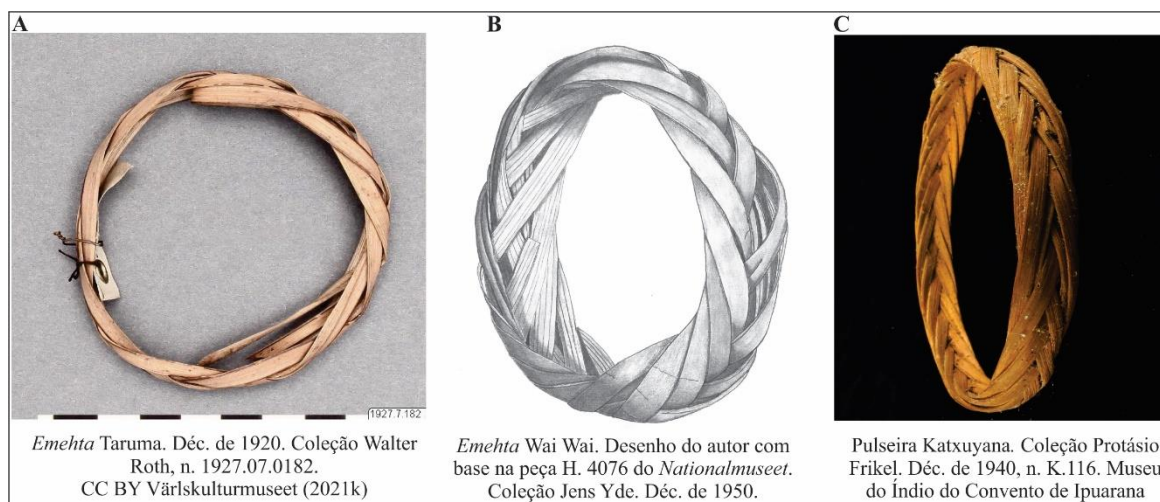 A
B
C
1927.7.182
Emehta Taruma. Déc. de 1920. Coleção Walter
Roth, n. 1927.07.0182.
CC BY Värlskulturmuseet (2021k)
Emehta Wai Wai. Desenho do autor com
base na peça H. 4076 do Nationalmuseet.
Coleção Jens Yde. Déc. de 1950.
Pulseira Katxuyana. Coleção Protásio
Frikel. Déc. de 1940, n. K.116. Museu
do Índio do Convento de Ipuarana